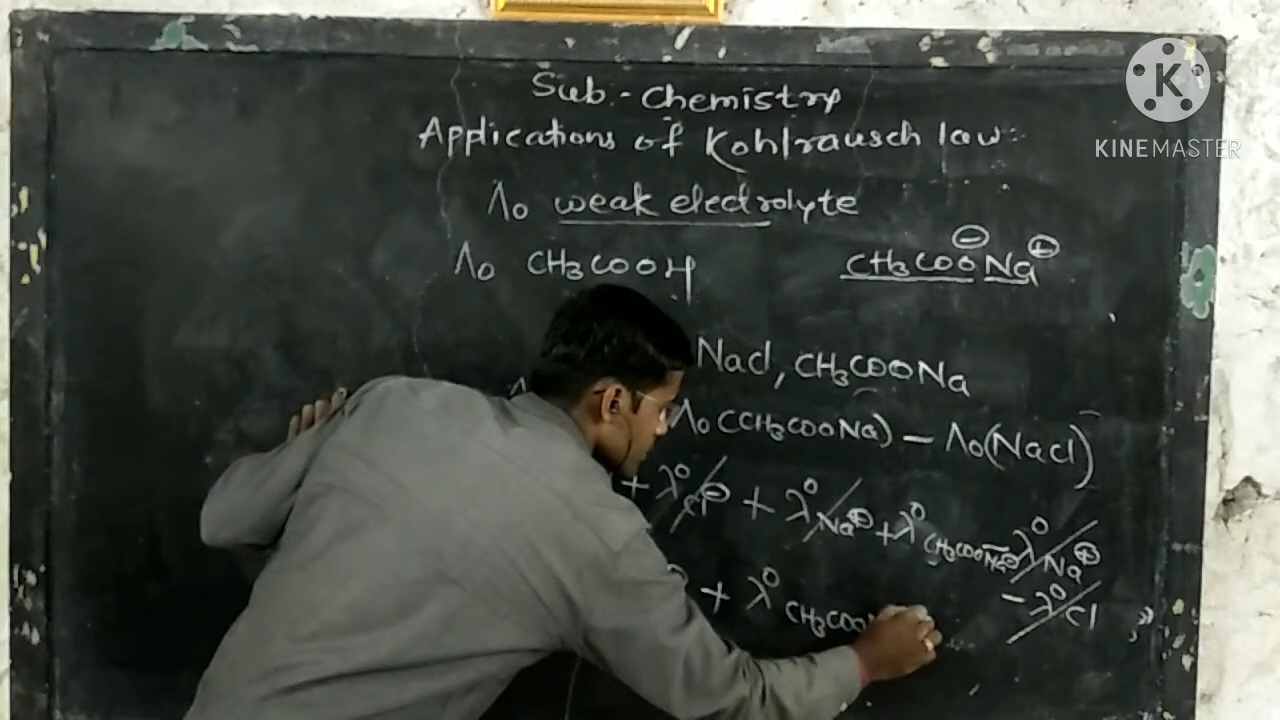 Sub:- Chemistry
Applications of Kohlrausch law:
Λo weak electrolyte
Λo CH3COOH CH3COO⊖Na⊕
NaCl, CH3COONa
Λo (CH3COONa) – Λo(NaCl)
+ λ°Cl⊖ + λ°Na⊕ + λ°CH3COO – λ°Na⊕
– λ°Cl
+ λ°CH3COO
K
KINEMASTER